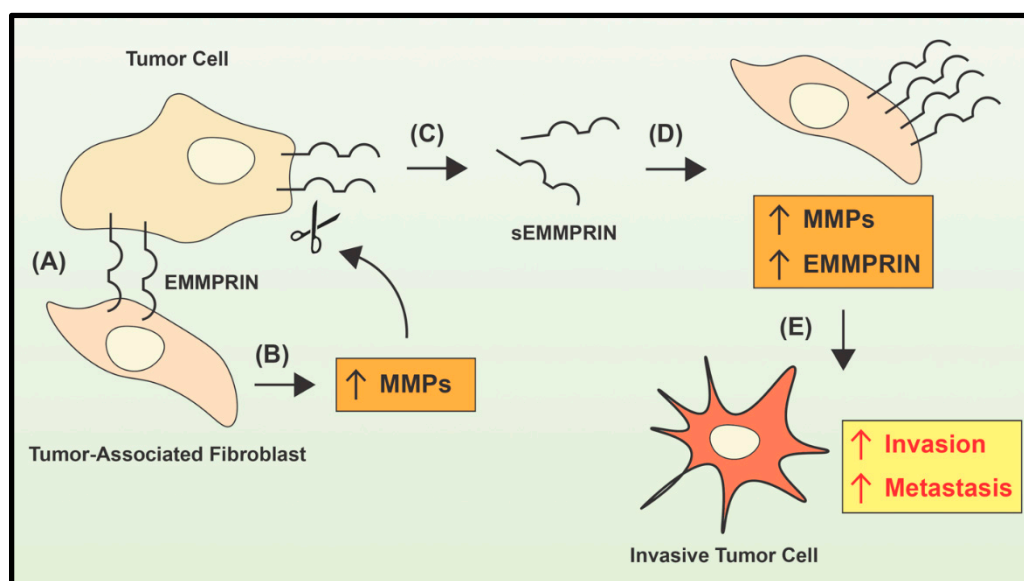 Tumor Cell
(C)
(D)
sEMMPRIN
↑ MMPs
↑ EMMPRIN
(A)
EMMPRIN
(B)
↑ MMPs
(E)
Tumor-Associated Fibroblast
↑ Invasion
↑ Metastasis
Invasive Tumor Cell